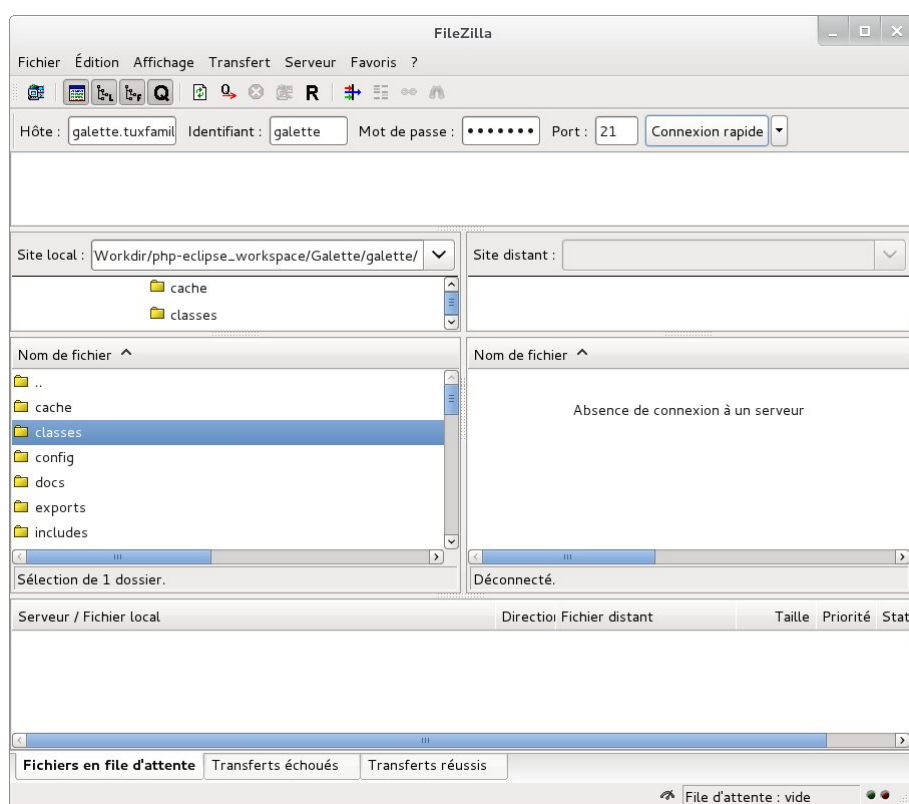 FileZilla
Fichier Édition Affichage Transfert Serveur Favoris ?
Hôte : galette.tuxfamil Identifiant : galette Mot de passe : ••••••• Port : 21 Connexion rapide
Site local : Workdir/php-eclipse_workspace/Galette/galette/ Site distant :
cache
classes
Nom de fichier
..
cache
classes
config
docs
exports
includes
Sélection de 1 dossier.
Nom de fichier
Absence de connexion à un serveur
Déconnecté.
Serveur / Fichier local Direction Fichier distant Taille Priorité Stat
Fichiers en file d'attente Transferts échoués Transferts réussis
File d'attente : vide